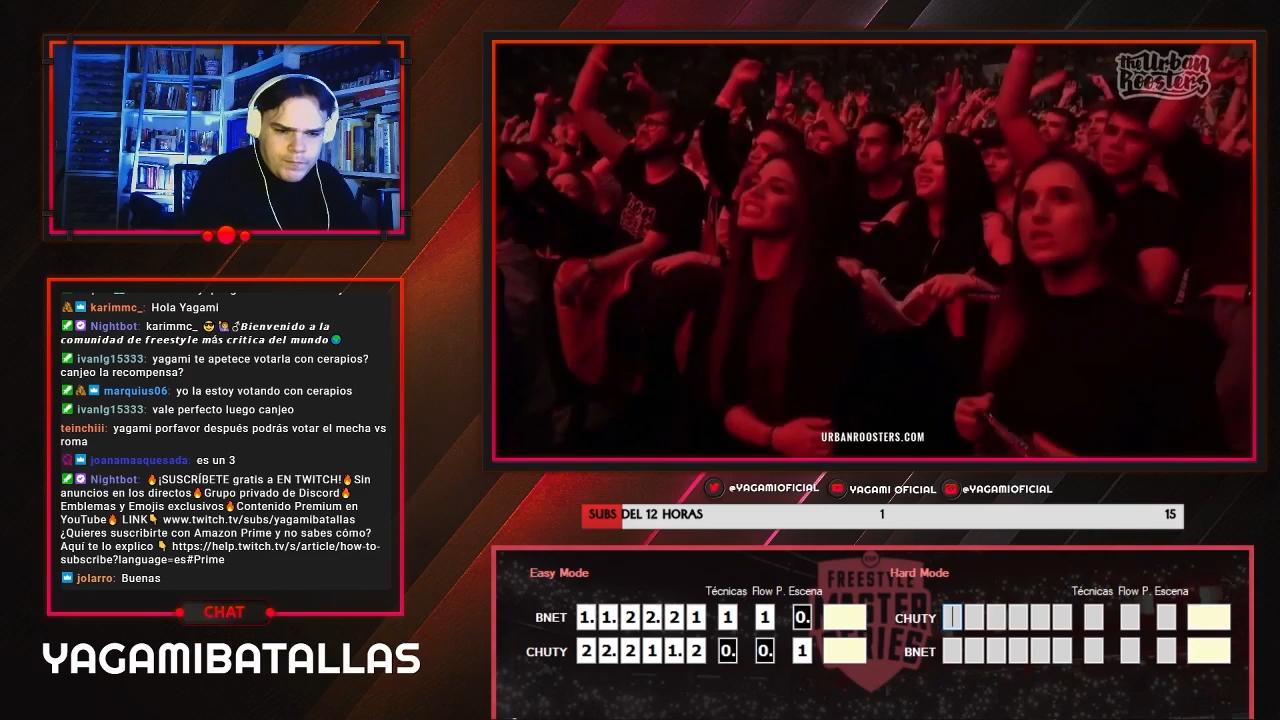 the Urban
Roosters
karimmc_: Hola Yagami
Nightbot: karimmc_ 😎 🙋‍♂Bienvenido a la
comunidad de freestyle más crítica del mundo🌍
ivanlg15333: yagami te apetece votarla con cerapios?
canjeo la recompensa?
marquius06: yo la estoy votando con cerapios
ivanlg15333: vale perfecto luego canjeo
teinchiii: yagami porfavor después podrás votar el mecha vs
roma
joanamaaquesada: es un 3
Nightbot: 🔥¡SUSCRÍBETE gratis a EN TWITCH!🔥Sin
anuncios en los directos🔥Grupo privado de Discord🔥
Emblemas y Emojis exclusivos🔥Contenido Premium en
YouTube🔥 LINK👇 www.twitch.tv/subs/yagamibatallas
¿Quieres suscribirte con Amazon Prime y no sabes cómo?
Aquí te lo explico 👇 https://help.twitch.tv/s/article/how-to-
subscribe?language=es#Prime
jolarro: Buenas
CHAT
YAGAMIBATALLAS
URBANROOSTERS.COM
@YAGAMIOFICIAL YAGAMI OFICIAL @YAGAMIOFICIAL
SUBS DEL 12 HORAS 1 15
FREESTYLE
MASTER
SERIES
Easy Mode
Técnicas Flow P. Escena
BNET 1. 1. 2 2. 2 1 1 1 0.
CHUTY 2 2. 2 1 1. 2 0. 0. 1
Hard Mode
Técnicas Flow P. Escena
CHUTY
BNET